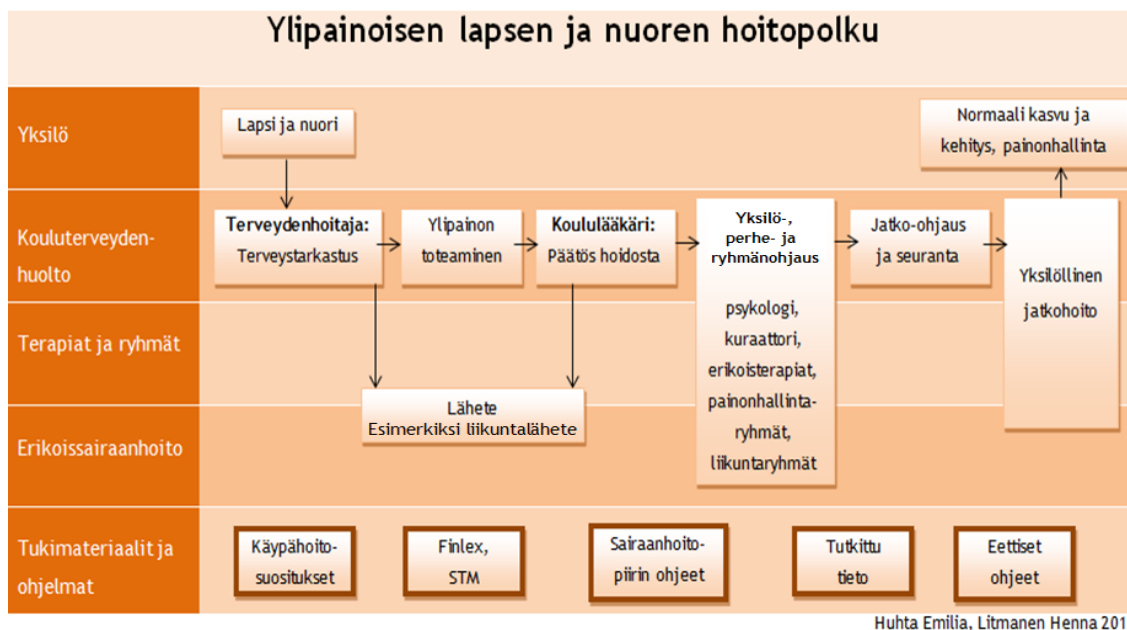 Ylipainoisen lapsen ja nuoren hoitopolku
Yksilö
Lapsi ja nuori
Normaali kasvu ja
kehitys, painonhallinta
Kouluterveyden-
huolto
Terveydenhoitaja:
Terveystarkastus
Ylipainon
toteaminen
Koululääkäri:
Päätös hoidosta
Yksilö-,
perhe- ja
ryhmänohjaus
psykologi,
kuraattori,
erikoisterapiat,
painonhallinta-
ryhmät,
liikuntaryhmät
Jatko-ohjaus
ja seuranta
Yksilöllinen
jatkohoito
Terapiat ja ryhmät
Lähete
Esimerkiksi liikuntalähete
Erikoissairaanhoito
Tukimateriaalit ja
ohjelmat
Käypähoito-
suositukset
Finlex,
STM
Sairaanhoito-
piirin ohjeet
Tutkittu
tieto
Eettiset
ohjeet
Huhta Emilia, Litmanen Henna 201